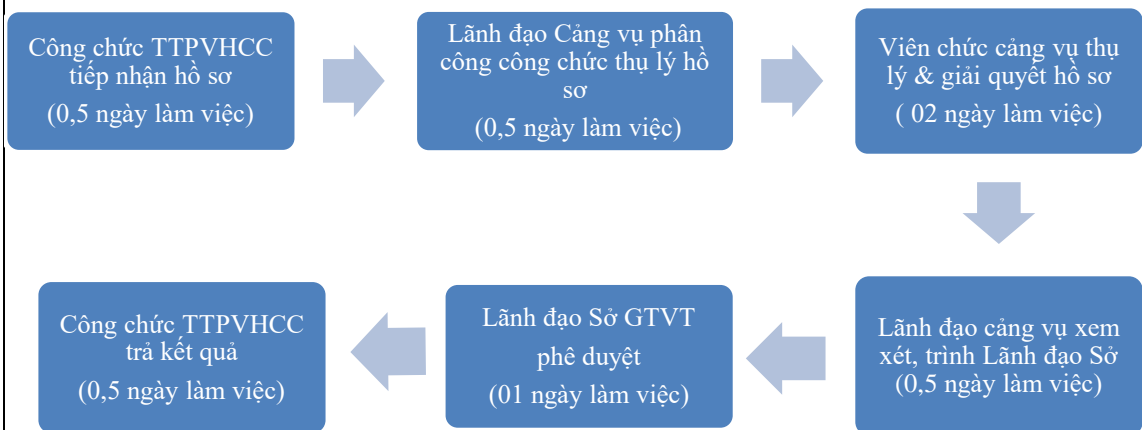 Công chức TTPVHCC
tiếp nhận hồ sơ
(0,5 ngày làm việc)
Lãnh đạo Cảng vụ phân
công công chức thụ lý hồ
sơ
(0,5 ngày làm việc)
Viên chức cảng vụ thụ
lý & giải quyết hồ sơ
( 02 ngày làm việc)
Lãnh đạo cảng vụ xem
xét, trình Lãnh đạo Sở
(0,5 ngày làm việc)
Lãnh đạo Sở GTVT
phê duyệt
(01 ngày làm việc)
Công chức TTPVHCC
trả kết quả
(0,5 ngày làm việc)